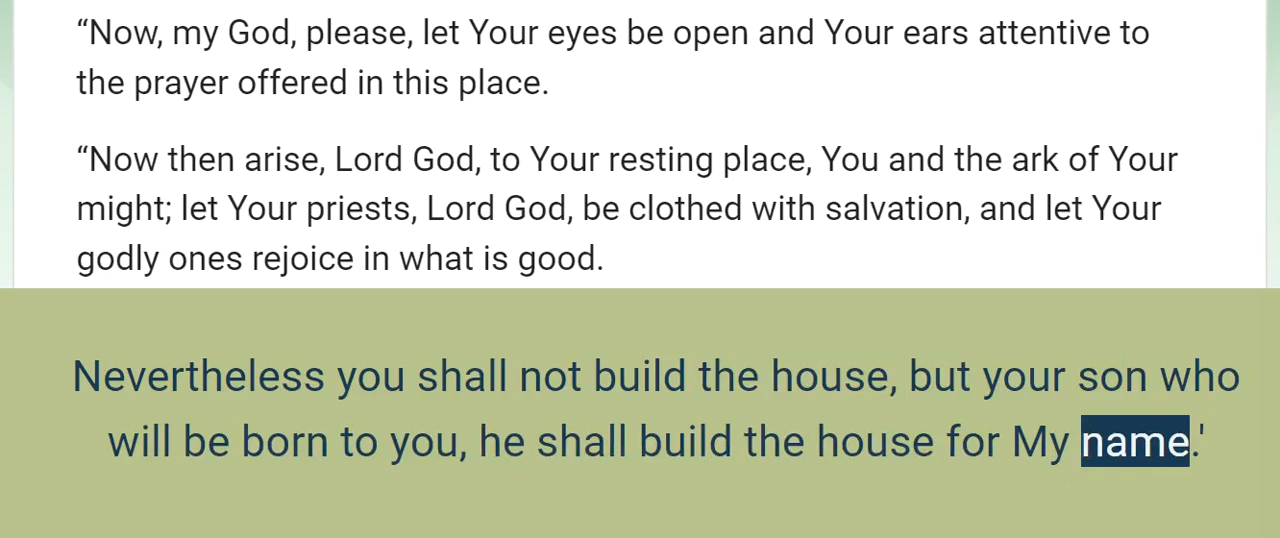 “Now, my God, please, let Your eyes be open and Your ears attentive to
the prayer offered in this place.
“Now then arise, Lord God, to Your resting place, You and the ark of Your
might; let Your priests, Lord God, be clothed with salvation, and let Your
godly ones rejoice in what is good.
Nevertheless you shall not build the house, but your son who
will be born to you, he shall build the house for My name.'